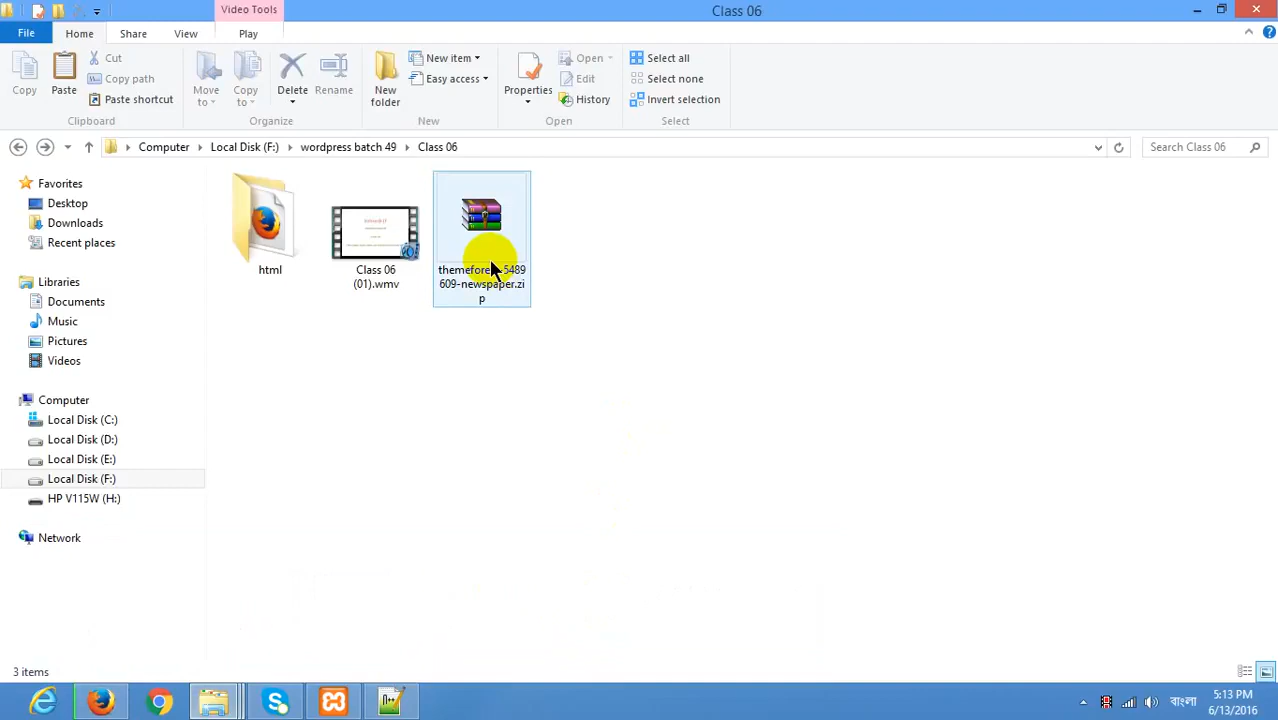 Video Tools
Class 06
File
Home
Share
View
Play
Copy
Paste
Cut
Copy path
Paste shortcut
Clipboard
Move to
Copy to
Delete
Rename
Organize
New folder
New item
Easy access
New
Properties
Open
Edit
History
Open
Select all
Select none
Invert selection
Select
Computer
Local Disk (F:)
wordpress batch 49
Class 06
Search Class 06
Favorites
Desktop
Downloads
Recent places
Libraries
Documents
Music
Pictures
Videos
Computer
Local Disk (C:)
Local Disk (D:)
Local Disk (E:)
Local Disk (F:)
HP V115W (H:)
Network
html
Class 06
(01).wmv
5489
609-newspaper.zi
p
3 items
বাংলা
5:13 PM
6/13/2016